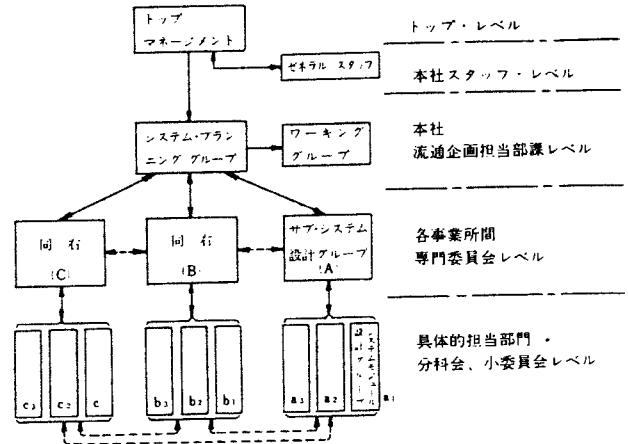 トップ
マネージメント
トップ・レベル
ゼネラル スタッフ
本社スタッフ・レベル
システム・プラン
ニング グループ
ワーキング
グループ
本社
流通企画担当部課レベル
同 右
(C)
同 右
(B)
サブ・システム
設計グループ
(A)
各事業所間
専門委員会レベル
具体的担当部門・
分科会、小委員会レベル
c₃
c₂
c
b₃
b₂
b₁
a₃
a₂
システムモジュール
設計グループ
a₁